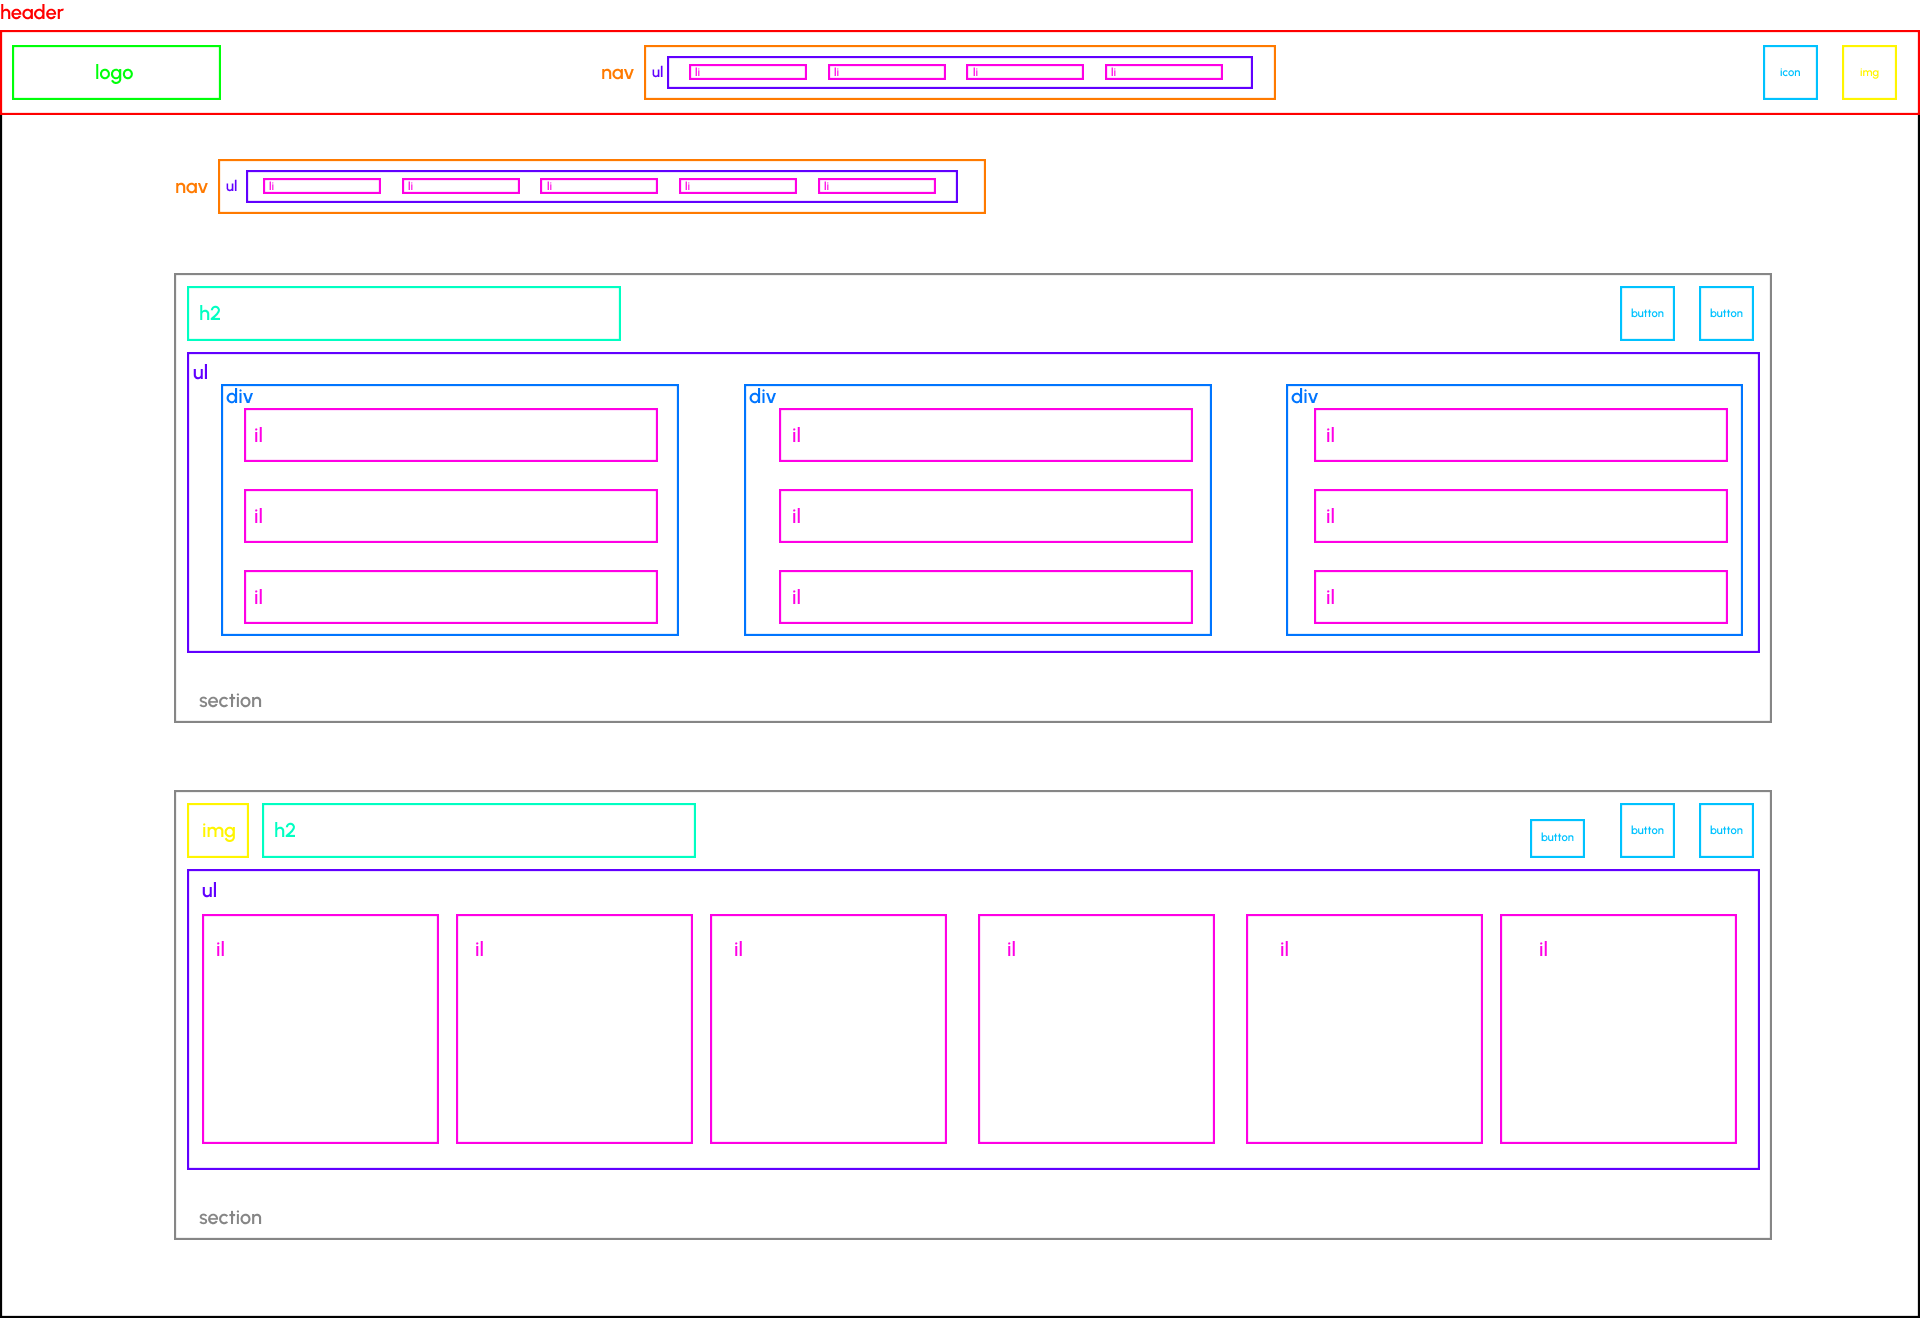 header
logo
nav ul li li li li
icon img
nav ul li li li li li
h2 button button
ul
div div div
il il il
il il il
il il il
section
img h2 button button button
ul
il il il il il il
section